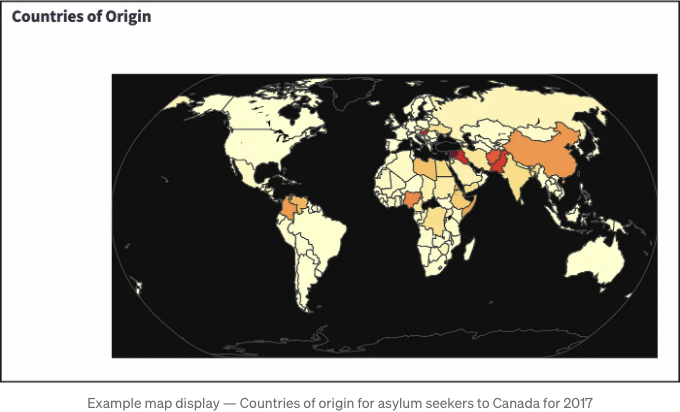 Countries of Origin
Example map display — Countries of origin for asylum seekers to Canada for 2017